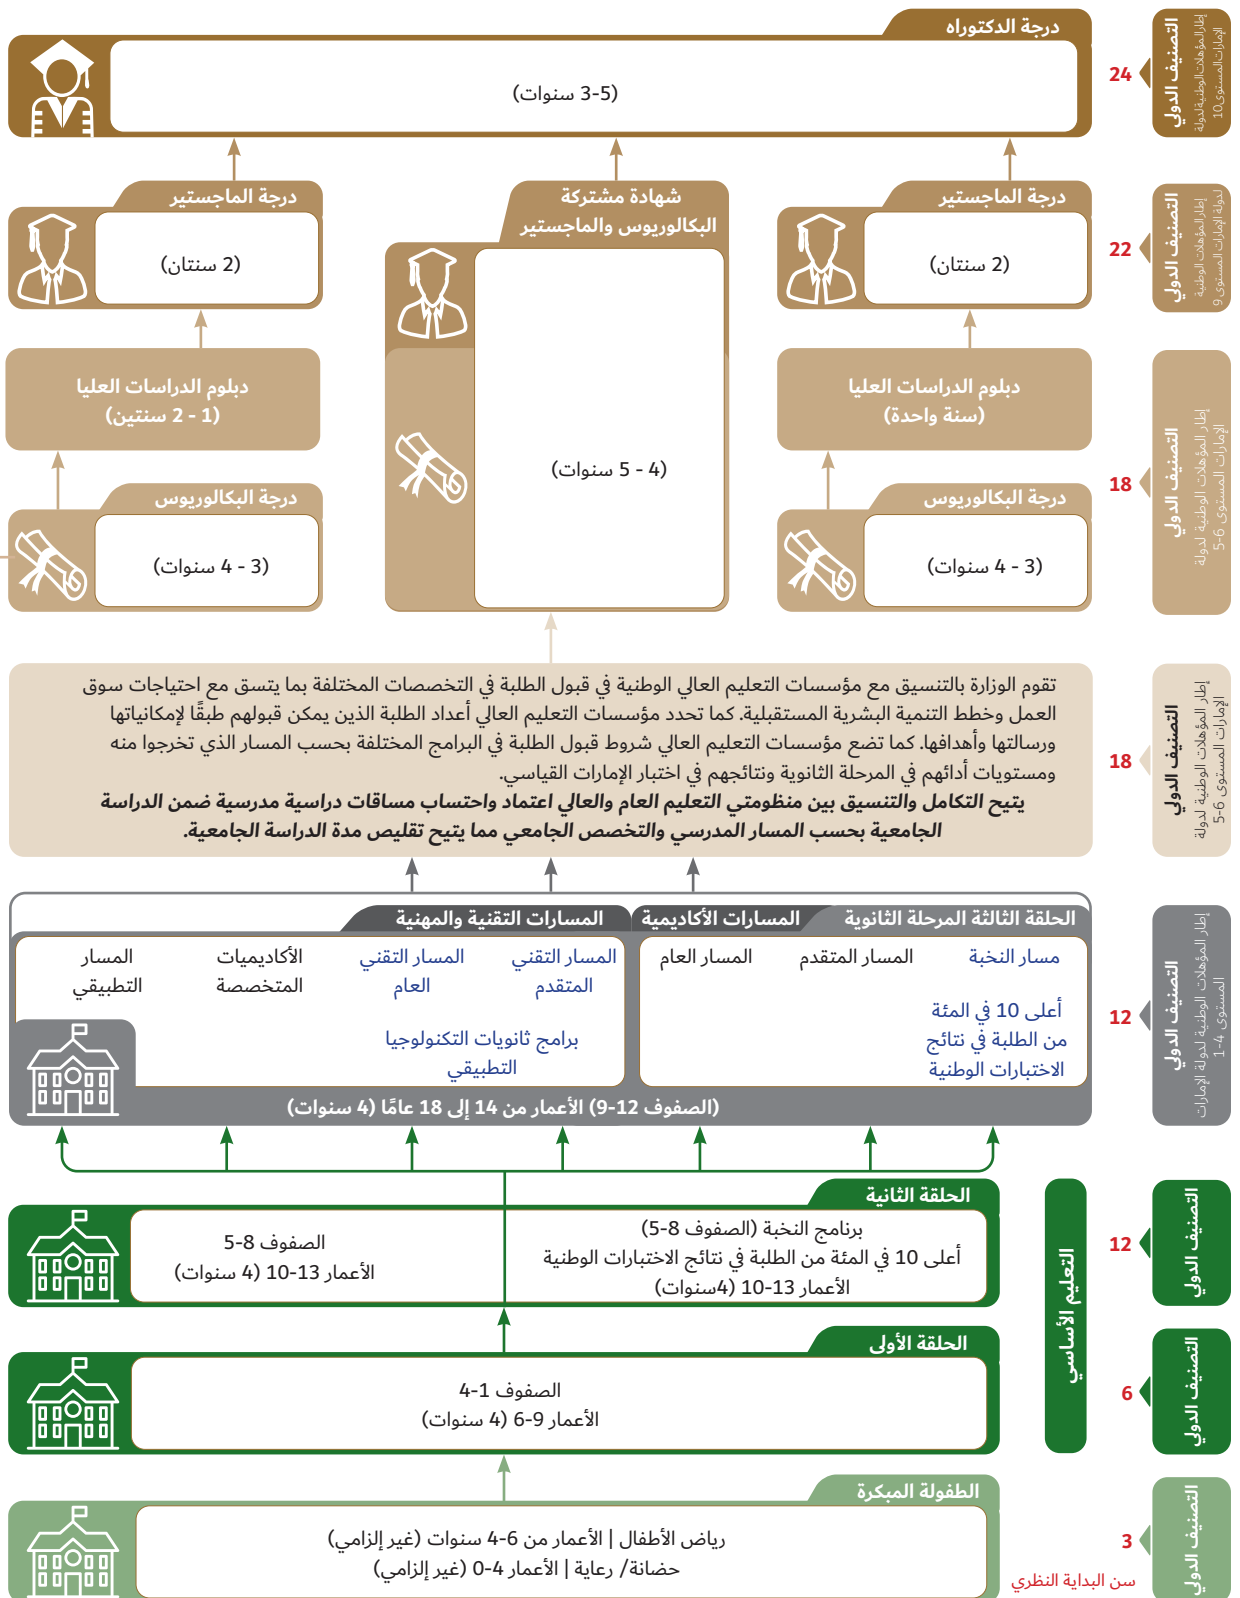 درجة الدكتوراه
(3-5 سنوات)
24
التصنيف الدولي
إطار المؤهلات الوطنية لدولة
الإمارات المستوى 10
درجة الماجستير
(2 سنتان)
شهادة مشتركة
البكالوريوس والماجستير
(4 - 5 سنوات)
درجة الماجستير
(2 سنتان)
22
التصنيف الدولي
إطار المؤهلات الوطنية
لدولة الإمارات المستوى 9
دبلوم الدراسات العليا
(سنة واحدة)
دبلوم الدراسات العليا
(1 - 2 سنتين)
درجة البكالوريوس
(3 - 4 سنوات)
درجة البكالوريوس
(3 - 4 سنوات)
18
التصنيف الدولي
إطار المؤهلات الوطنية لدولة
الإمارات المستوى 6-5
تقوم الوزارة بالتنسيق مع مؤسسات التعليم العالي الوطنية في قبول الطلبة في التخصصات المختلفة بما يتسق مع احتياجات سوق
العمل وخطط التنمية البشرية المستقبلية. كما تحدد مؤسسات التعليم العالي أعداد الطلبة الذين يمكن قبولهم طبقًا لإمكانياتها
ورسالتها وأهدافها. كما تضع مؤسسات التعليم العالي شروط قبول الطلبة في البرامج المختلفة بحسب المسار الذي تخرجوا منه
ومستويات أدائهم في المرحلة الثانوية ونتائجهم في اختبار الإمارات القياسي.
يتيح التكامل والتنسيق بين منظومتي التعليم العام والعالي اعتماد واحتساب مساقات دراسية مدرسية ضمن الدراسة
الجامعية بحسب المسار المدرسي والتخصص الجامعي مما يتيح تقليص مدة الدراسة الجامعية.
18
التصنيف الدولي
إطار المؤهلات الوطنية لدولة
الإمارات المستوى 6-5
الحلقة الثالثة المرحلة الثانوية
المسارات الأكاديمية
المسارات التقنية والمهنية
مسار النخبة
أعلى 10 في المئة
من الطلبة في نتائج
الاختبارات الوطنية
المسار المتقدم
المسار العام
المسار التقني
المتقدم
المسار التقني
العام
برامج ثانويات التكنولوجيا
التطبيقي
الأكاديميات
المتخصصة
المسار
التطبيقي
(الصفوف 12-9) الأعمار من 14 إلى 18 عامًا (4 سنوات)
12
التصنيف الدولي
إطار المؤهلات الوطنية لدولة الإمارات
المستوى 4-1
الحلقة الثانية
برنامج النخبة (الصفوف 8-5)
أعلى 10 في المئة من الطلبة في نتائج الاختبارات الوطنية
الأعمار 13-10 (4سنوات)
الصفوف 8-5
الأعمار 13-10 (4 سنوات)
التعليم الأساسي
12
التصنيف الدولي
الحلقة الأولى
الصفوف 1-4
الأعمار 9-6 (4 سنوات)
6
التصنيف الدولي
الطفولة المبكرة
رياض الأطفال | الأعمار من 6-4 سنوات (غير إلزامي)
حضانة/ رعاية | الأعمار 4-0 (غير إلزامي)
3
سن البداية النظري
التصنيف الدولي